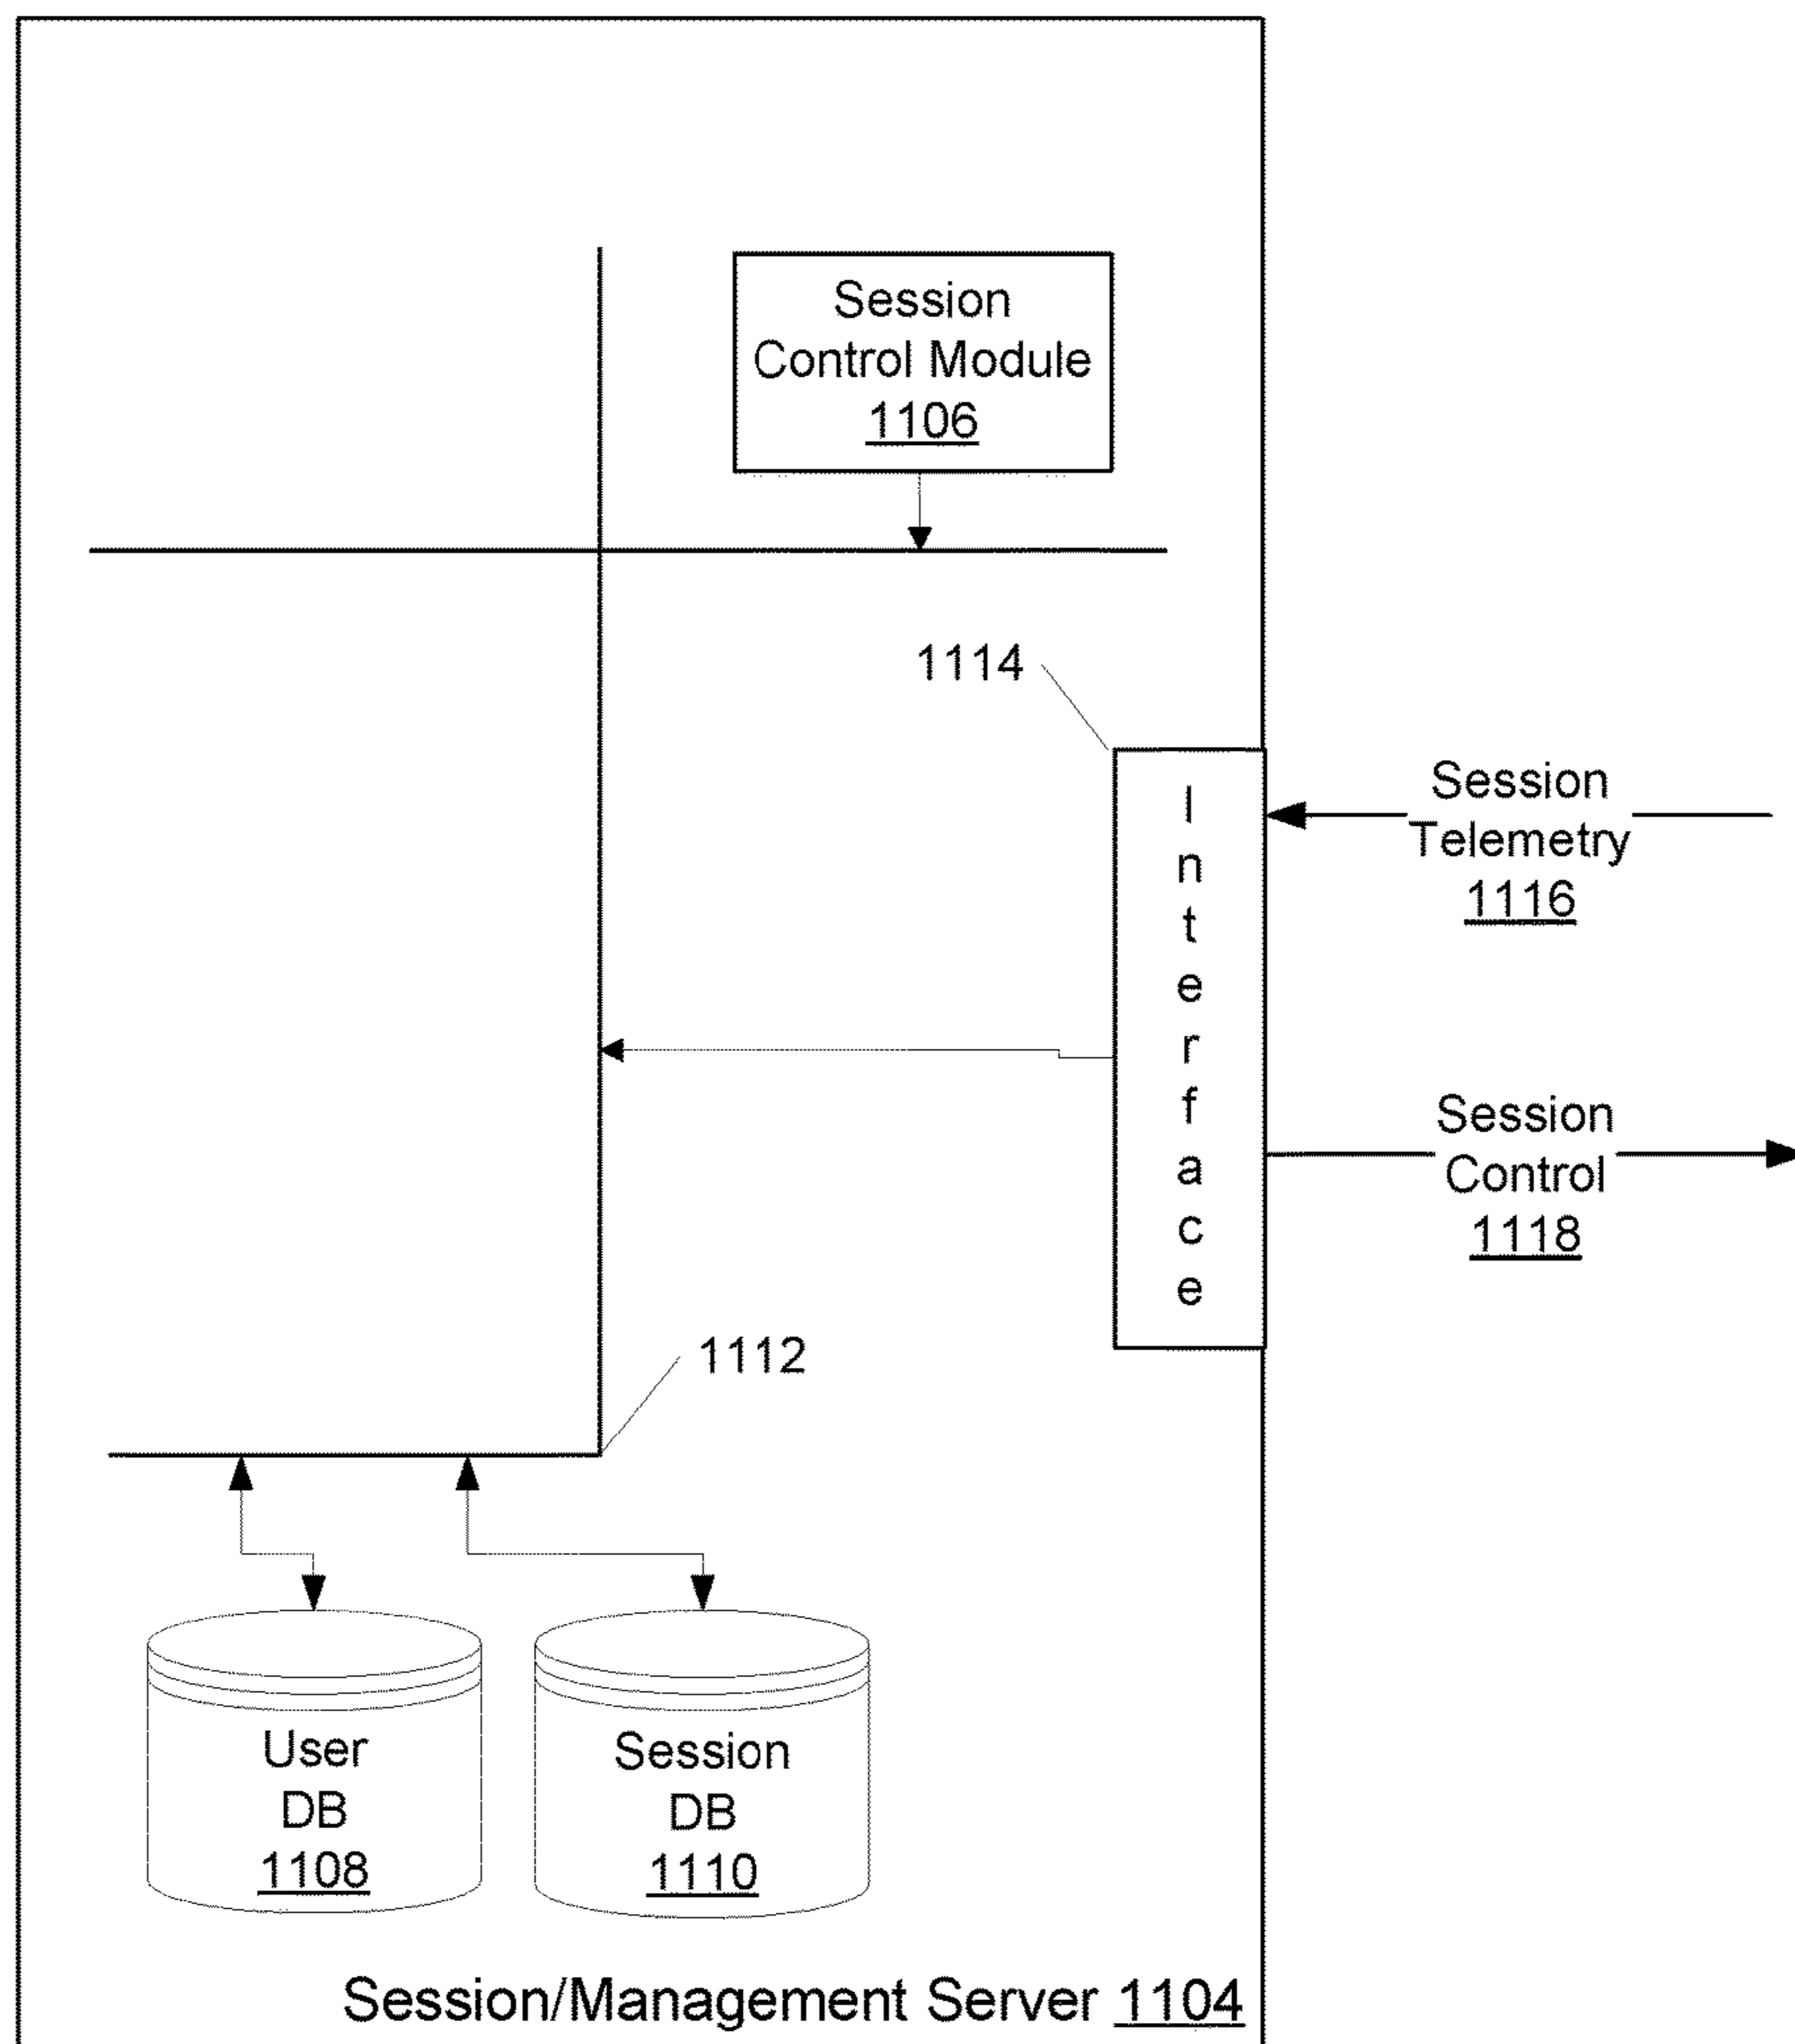 Session
Control Module
1106
1114
Interface
Session
Telemetry
1116
Session
Control
1118
1112
User
DB
1108
Session
DB
1110
Session/Management Server 1104